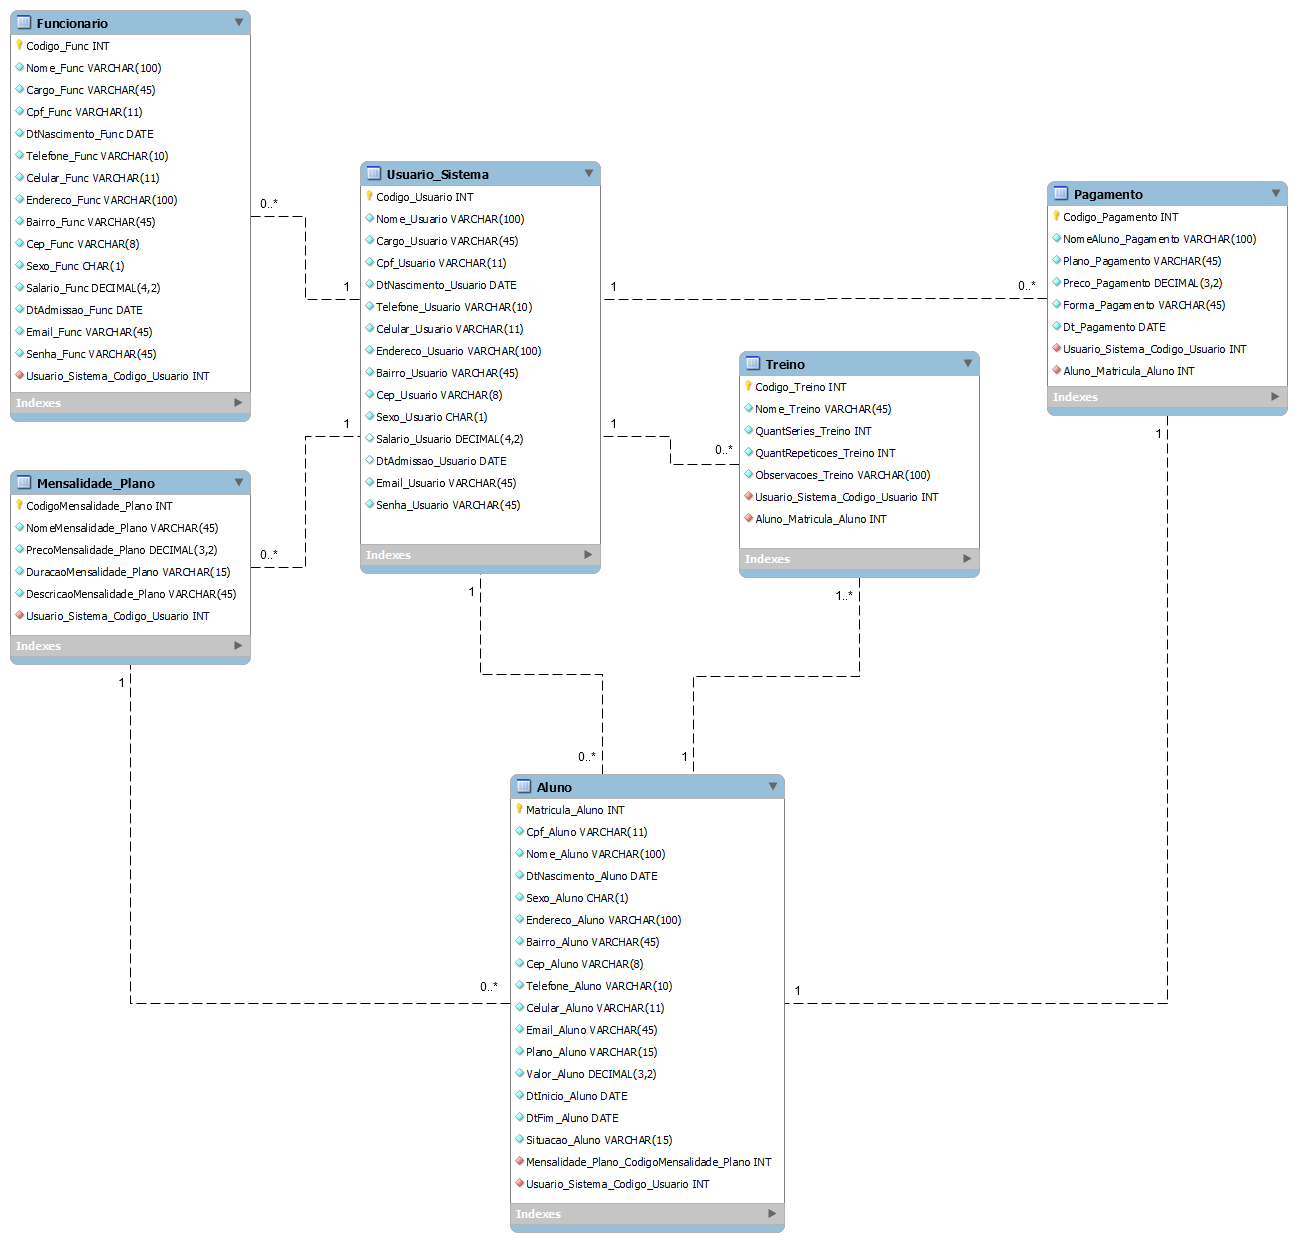 Funcionario
Codigo_Func INT
Nome_Func VARCHAR(100)
Cargo_Func VARCHAR(45)
Cpf_Func VARCHAR(11)
DtNascimento_Func DATE
Telefone_Func VARCHAR(10)
Celular_Func VARCHAR(11)
Endereco_Func VARCHAR(100)
Bairro_Func VARCHAR(45)
Cep_Func VARCHAR(8)
Sexo_Func CHAR(1)
Salario_Func DECIMAL(4,2)
DtAdmissao_Func DATE
Email_Func VARCHAR(45)
Senha_Func VARCHAR(45)
Usuario_Sistema_Codigo_Usuario INT
Indexes
0..*
1
Usuario_Sistema
Codigo_Usuario INT
Nome_Usuario VARCHAR(100)
Cargo_Usuario VARCHAR(45)
Cpf_Usuario VARCHAR(11)
DtNascimento_Usuario DATE
Telefone_Usuario VARCHAR(10)
Celular_Usuario VARCHAR(11)
Endereco_Usuario VARCHAR(100)
Bairro_Usuario VARCHAR(45)
Cep_Usuario VARCHAR(8)
Sexo_Usuario CHAR(1)
Salario_Usuario DECIMAL(4,2)
DtAdmissao_Usuario DATE
Email_Usuario VARCHAR(45)
Senha_Usuario VARCHAR(45)
Indexes
1
0..*
Pagamento
Codigo_Pagamento INT
NomeAluno_Pagamento VARCHAR(100)
Plano_Pagamento VARCHAR(45)
Preco_Pagamento DECIMAL(3,2)
Forma_Pagamento VARCHAR(45)
Dt_Pagamento DATE
Usuario_Sistema_Codigo_Usuario INT
Aluno_Matricula_Aluno INT
Indexes
1
1
0..*
Treino
Codigo_Treino INT
Nome_Treino VARCHAR(45)
QuantSeries_Treino INT
QuantRepeticoes_Treino INT
Observacoes_Treino VARCHAR(100)
Usuario_Sistema_Codigo_Usuario INT
Aluno_Matricula_Aluno INT
Indexes
1..*
1
0..*
Mensalidade_Plano
CodigoMensalidade_Plano INT
NomeMensalidade_Plano VARCHAR(45)
PrecoMensalidade_Plano DECIMAL(3,2)
DuracaoMensalidade_Plano VARCHAR(15)
DescricaoMensalidade_Plano VARCHAR(45)
Usuario_Sistema_Codigo_Usuario INT
Indexes
1
1
0..*
1
0..*
1
Aluno
Matricula_Aluno INT
Cpf_Aluno VARCHAR(11)
Nome_Aluno VARCHAR(100)
DtNascimento_Aluno DATE
Sexo_Aluno CHAR(1)
Endereco_Aluno VARCHAR(100)
Bairro_Aluno VARCHAR(45)
Cep_Aluno VARCHAR(8)
Telefone_Aluno VARCHAR(10)
Celular_Aluno VARCHAR(11)
Email_Aluno VARCHAR(45)
Plano_Aluno VARCHAR(15)
Valor_Aluno DECIMAL(3,2)
DtInicio_Aluno DATE
DtFim_Aluno DATE
Situacao_Aluno VARCHAR(15)
Mensalidade_Plano_CodigoMensalidade_Plano INT
Usuario_Sistema_Codigo_Usuario INT
Indexes